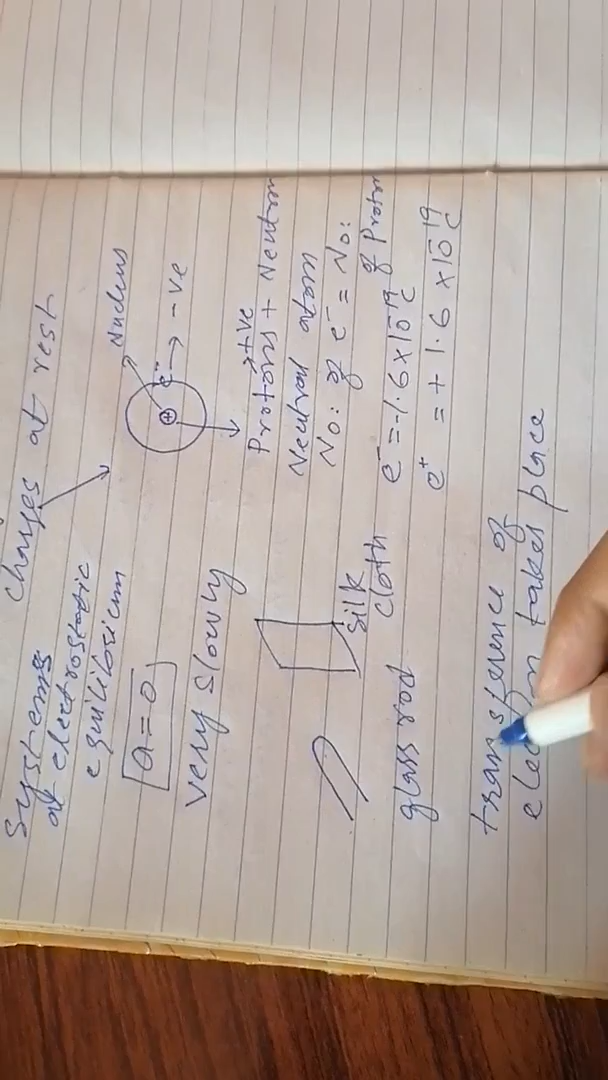 charges at rest
Systems
at electrostatic
equilibrium
a = 0
very slowly
Nucleus
e⁻ → -ve
+
+ve
Protons + Neutron
Neutral atom
No: of e⁻ = No:
of Proton
e⁻ = -1.6 x 10⁻¹⁹ C
e⁺ = +1.6 x 10⁻¹⁹ C
Silk
cloth
glass rod
transference of
takes place